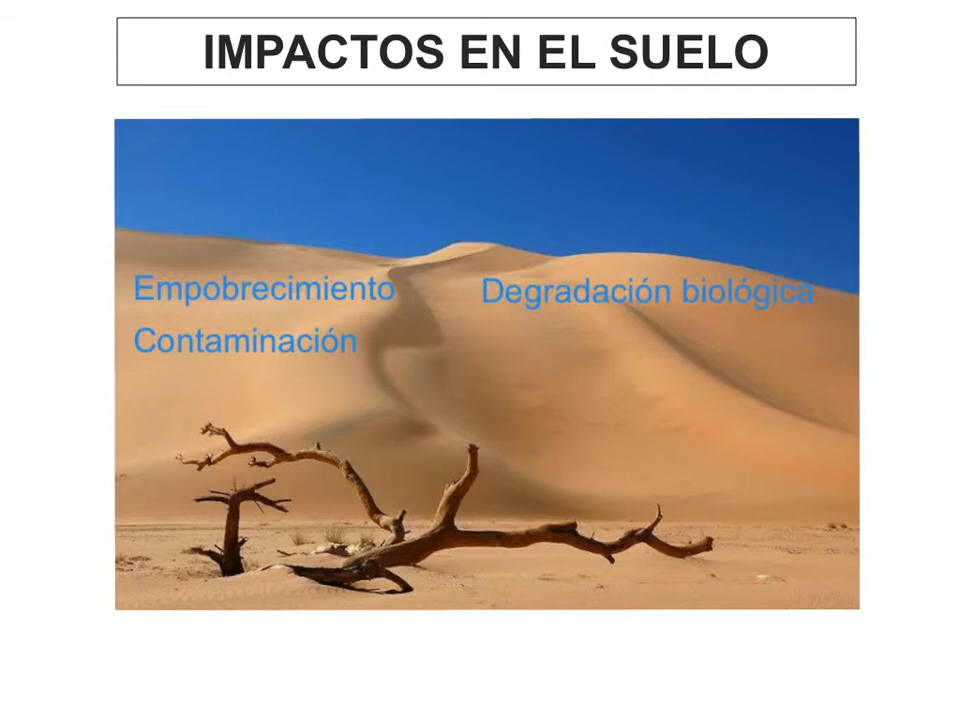 IMPACTOS EN EL SUELO
Empobrecimiento
Degradación biológica
Contaminación